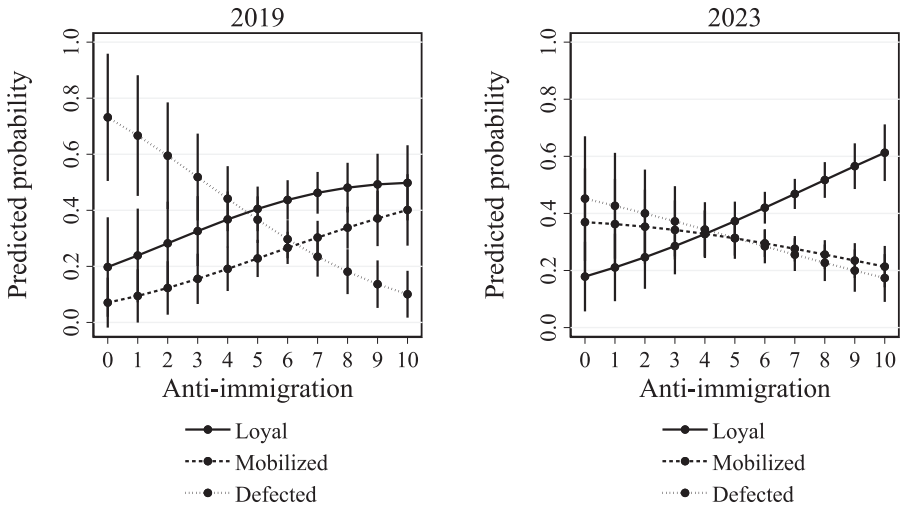 2019
Predicted probability
1.0
0.8
0.6
0.4
0.2
0.0
0 1 2 3 4 5 6 7 8 9 10
Anti-immigration
Loyal
Mobilized
Defected
2023
Predicted probability
1.0
0.8
0.6
0.4
0.2
0.0
0 1 2 3 4 5 6 7 8 9 10
Anti-immigration
Loyal
Mobilized
Defected